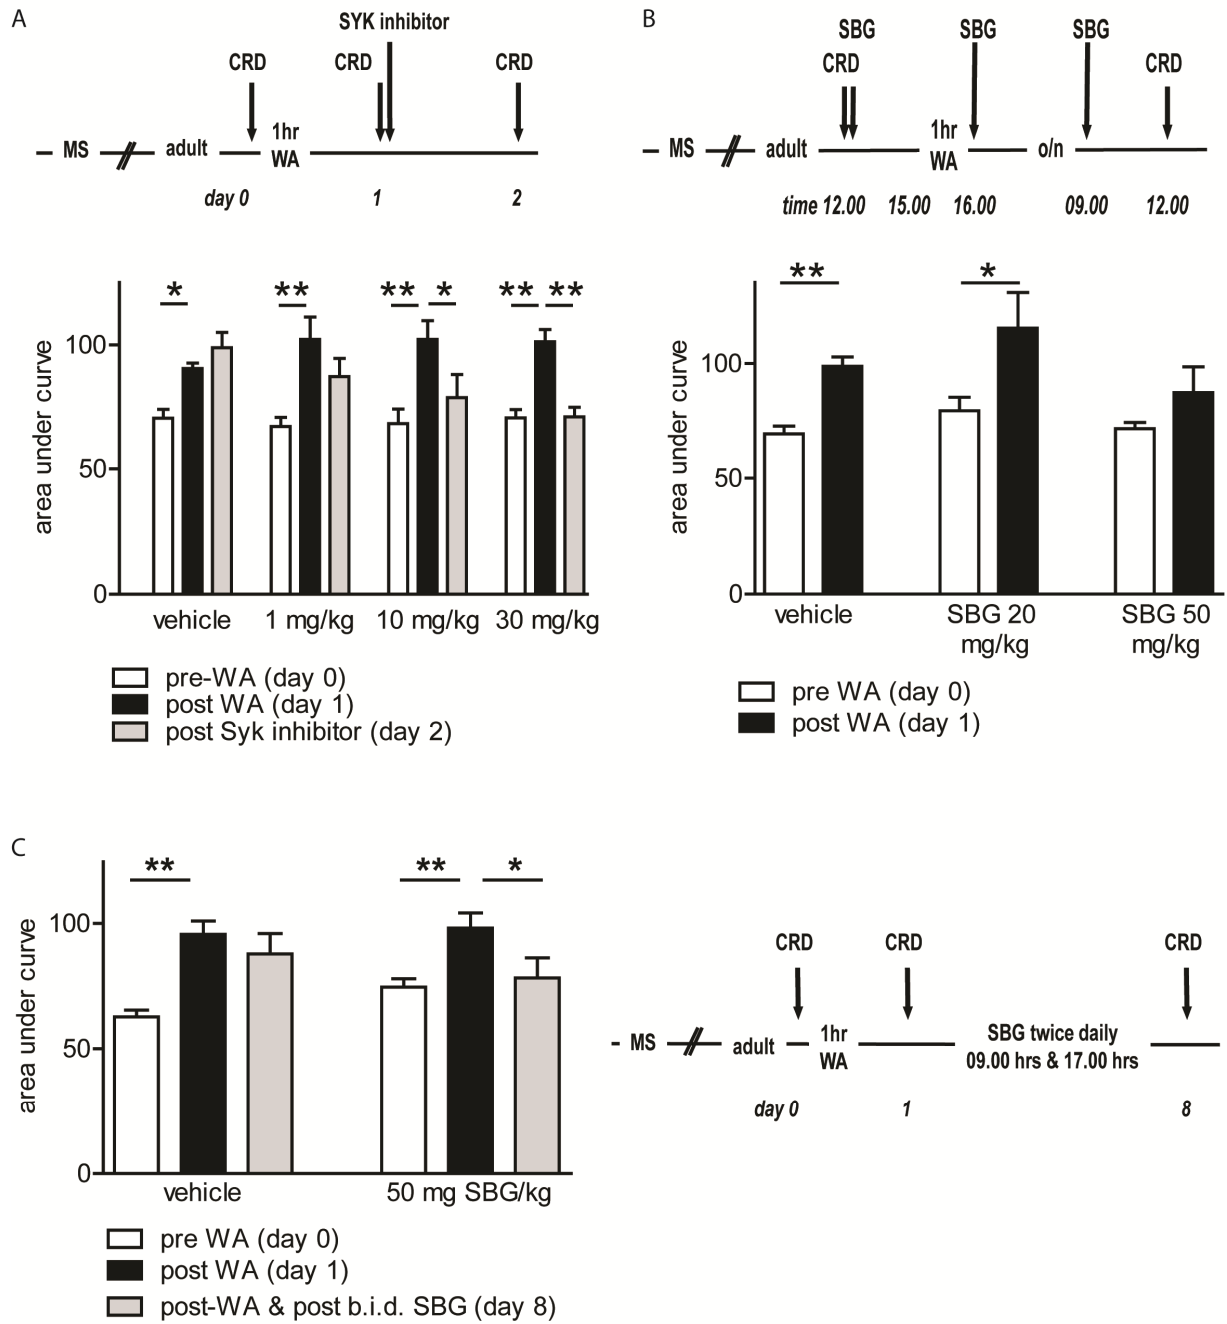 A
SYK inhibitor
CRD
CRD
CRD
MS
adult
1hr
WA
day 0
1
2
* ** ** * ** **
area under curve
100
50
0
vehicle
1 mg/kg
10 mg/kg
30 mg/kg
pre-WA (day 0)
post WA (day 1)
post Syk inhibitor (day 2)
B
SBG
SBG
SBG
CRD
CRD
MS
adult
1hr
WA
o/n
time 12.00
15.00
16.00
09.00
12.00
** *
area under curve
100
50
0
vehicle
SBG 20
mg/kg
SBG 50
mg/kg
pre WA (day 0)
post WA (day 1)
C
** ** *
area under curve
100
50
0
vehicle
50 mg SBG/kg
pre WA (day 0)
post WA (day 1)
post-WA & post b.i.d. SBG (day 8)
CRD
CRD
CRD
MS
adult
1hr
WA
SBG twice daily
09.00 hrs & 17.00 hrs
day 0
1
8